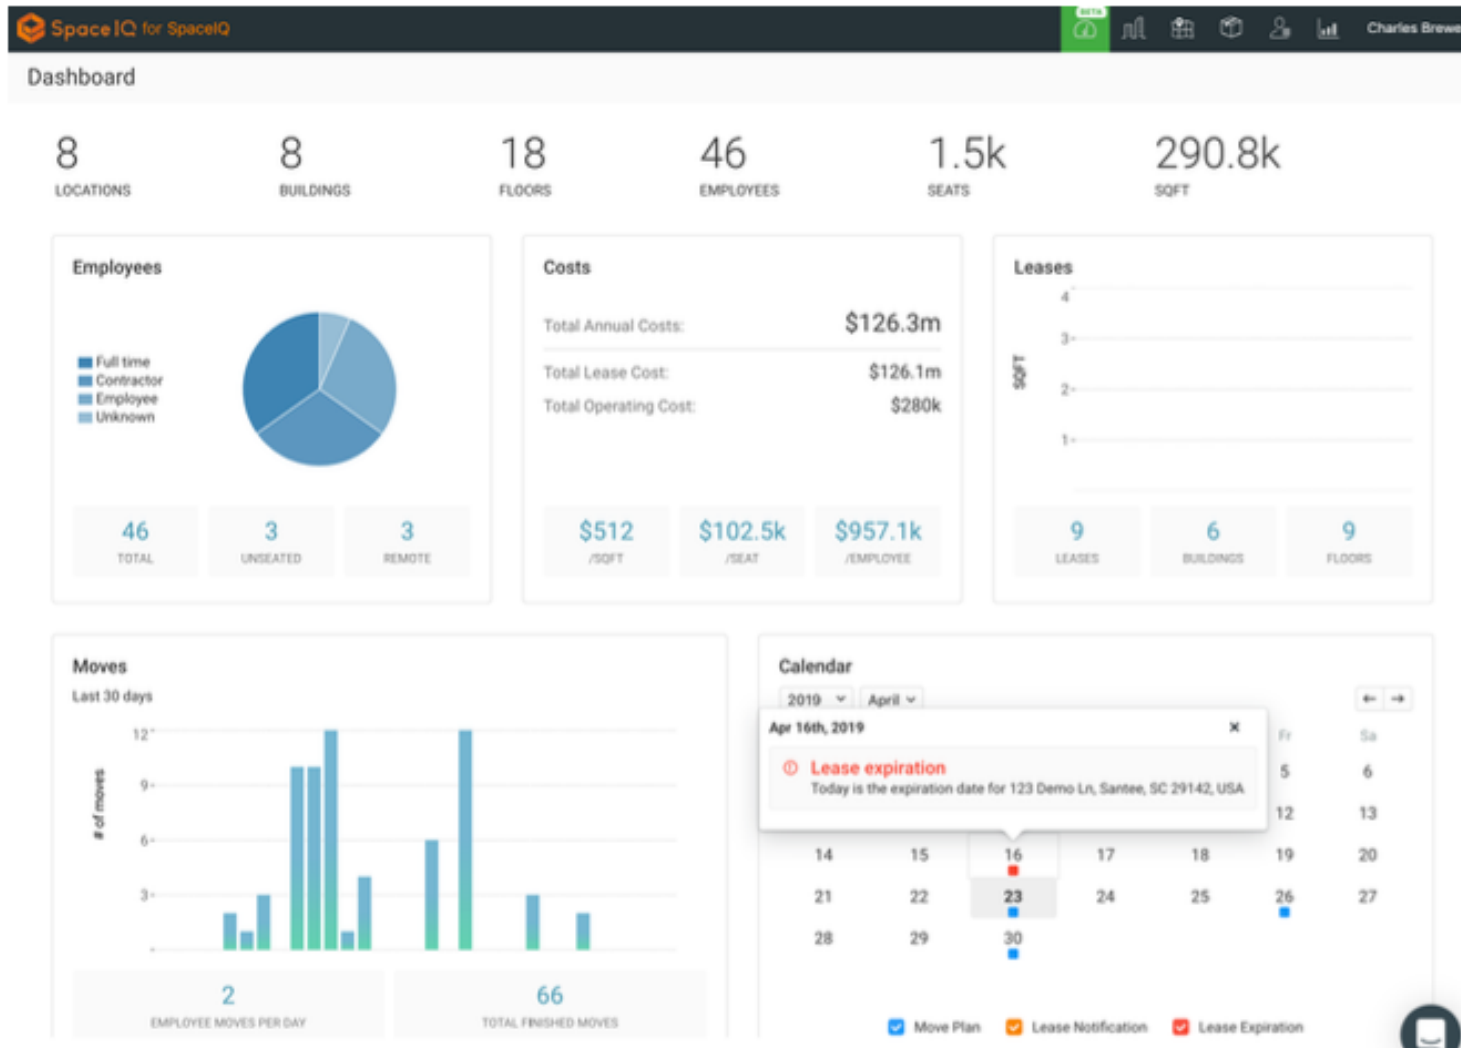 SpaceIQ for SpaceIQ
BETA
Charles Brewe
Dashboard
8
LOCATIONS
8
BUILDINGS
18
FLOORS
46
EMPLOYEES
1.5k
SEATS
290.8k
SQFT
Employees
Full time
Contractor
Employee
Unknown
46
TOTAL
3
UNSEATED
3
REMOTE
Costs
Total Annual Costs: $126.3m
Total Lease Cost: $126.1m
Total Operating Cost: $280k
$512
/SQFT
$102.5k
/SEAT
$957.1k
/EMPLOYEE
Leases
SQFT
4
3
2
1
9
LEASES
6
BUILDINGS
9
FLOORS
Moves
Last 30 days
# of moves
12
9
6
3
2
EMPLOYEE MOVES PER DAY
66
TOTAL FINISHED MOVES
Calendar
2019 April ← →
Apr 16th, 2019 ×
Lease expiration
Today is the expiration date for 123 Demo Ln, Santee, SC 29142, USA
Fr Sa
5 6
12 13
14 15 16 17 18 19 20
21 22 23 24 25 26 27
28 29 30
Move Plan Lease Notification Lease Expiration